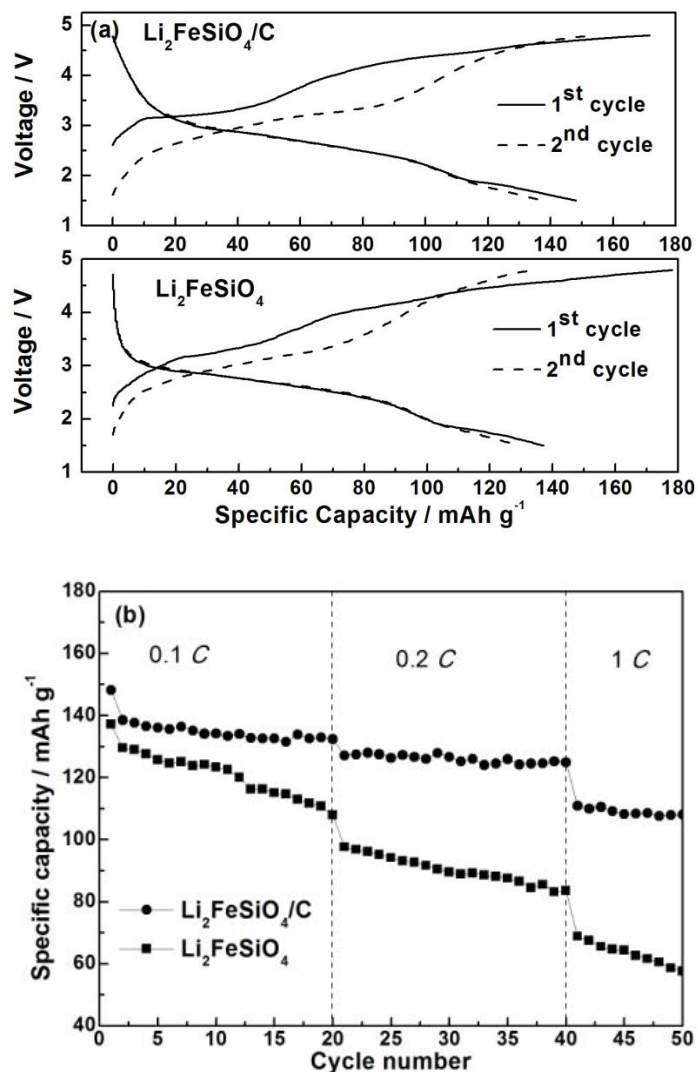 (a)
Li₂FeSiO₄/C
5
4
3
2
1
Voltage / V
1st cycle
2nd cycle
0 20 40 60 80 100 120 140 160 180
Li₂FeSiO₄
5
4
3
2
1
Voltage / V
1st cycle
2nd cycle
0 20 40 60 80 100 120 140 160 180
Specific Capacity / mAh g⁻¹
(b)
0.1 C 0.2 C 1 C
180
160
140
120
100
80
60
40
Specific capacity / mAh g⁻¹
Li₂FeSiO₄/C
Li₂FeSiO₄
0 5 10 15 20 25 30 35 40 45 50
Cycle number